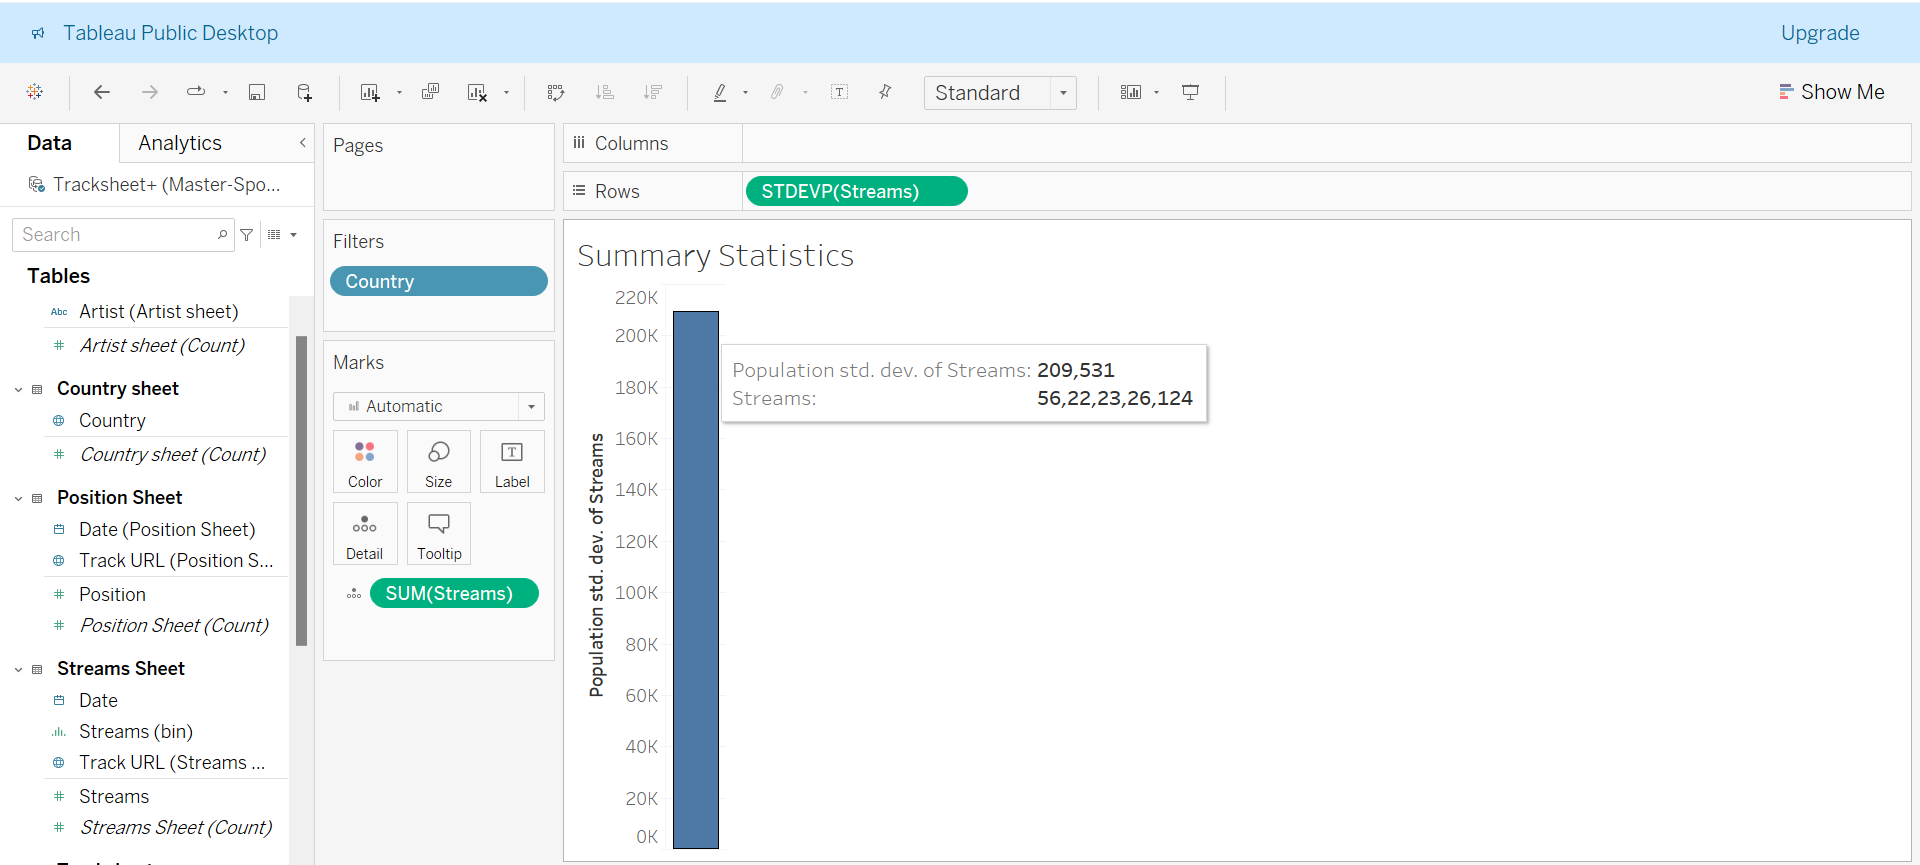 Tableau Public Desktop
Upgrade
Standard
Show Me
Data
Analytics
Tracksheet+ (Master-Spo...
Search
Tables
Abc Artist (Artist sheet)
# Artist sheet (Count)
Country sheet
Country
# Country sheet (Count)
Position Sheet
Date (Position Sheet)
Track URL (Position S...
# Position
# Position Sheet (Count)
Streams Sheet
Date
Streams (bin)
Track URL (Streams ...
# Streams
# Streams Sheet (Count)
Pages
Filters
Country
Marks
Automatic
Color
Size
T
Label
Detail
Tooltip
SUM(Streams)
Columns
Rows
STDEVP(Streams)
Summary Statistics
Population std. dev. of Streams
220K
200K
180K
160K
140K
120K
100K
80K
60K
40K
20K
0K
Population std. dev. of Streams: 209,531
Streams: 56,22,23,26,124